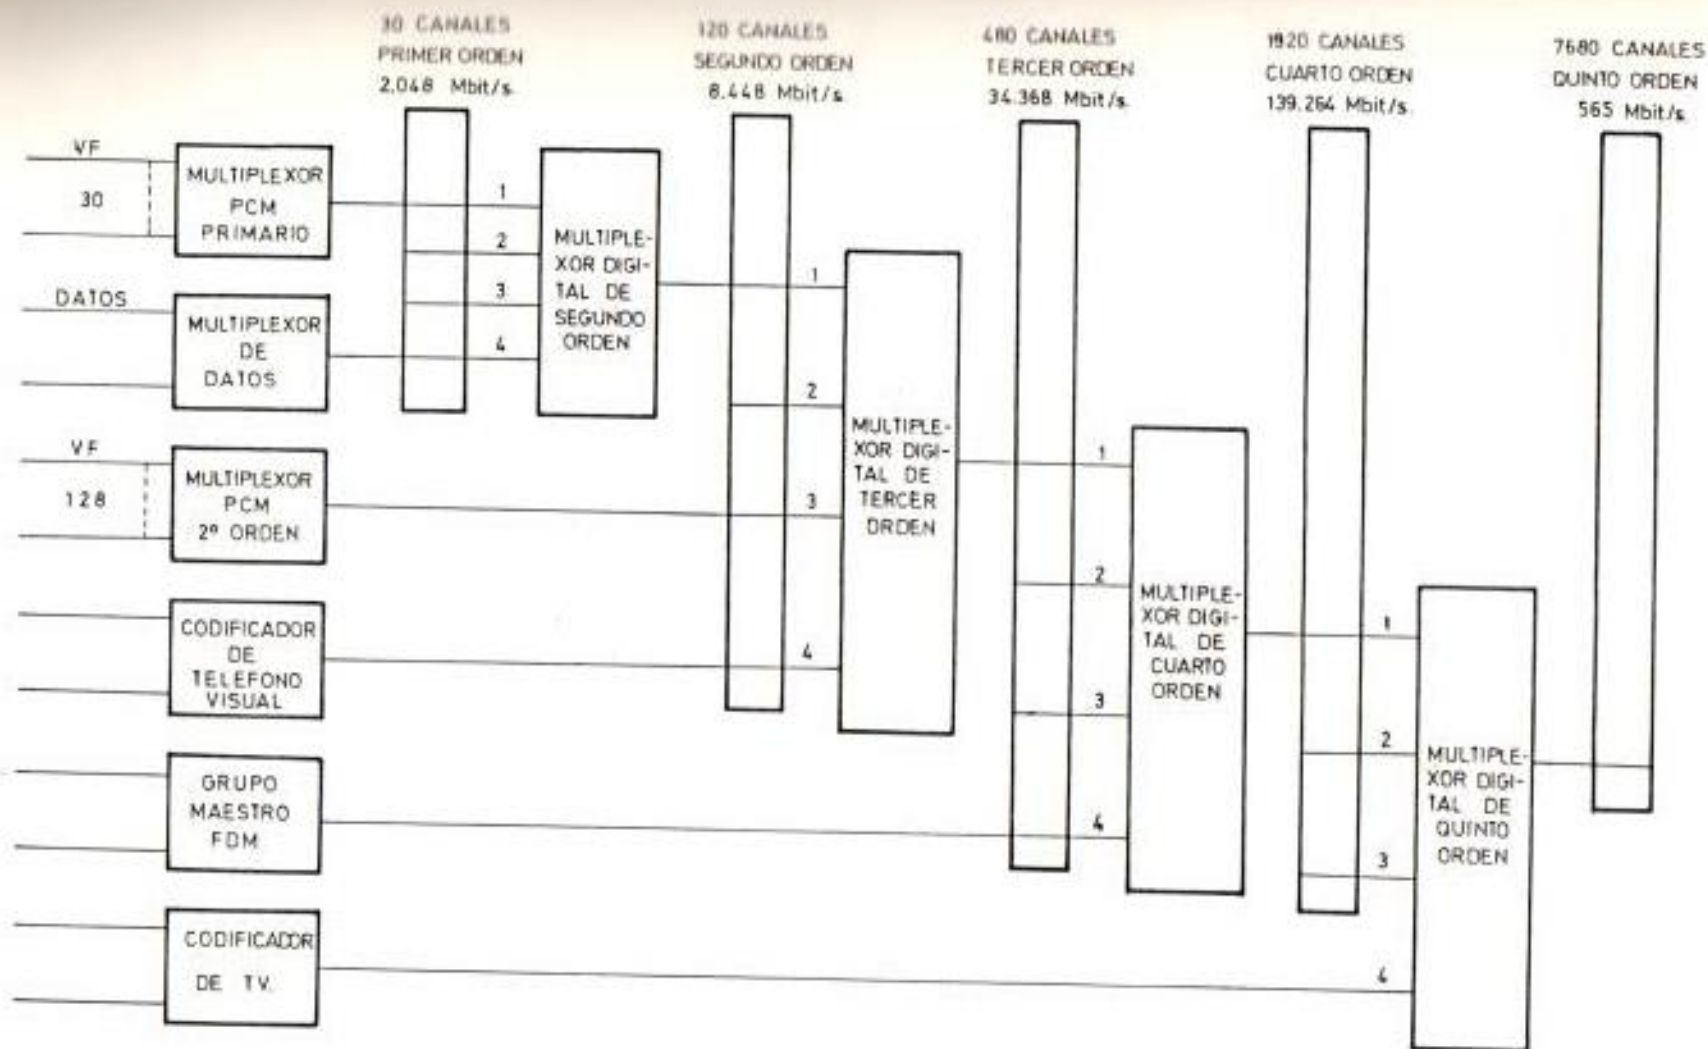 30 CANALES
PRIMER ORDEN
2,048 Mbit/s
120 CANALES
SEGUNDO ORDEN
8.448 Mbit/s
480 CANALES
TERCER ORDEN
34.368 Mbit/s
1920 CANALES
CUARTO ORDEN
139.264 Mbit/s
7680 CANALES
QUINTO ORDEN
565 Mbit/s
VF
30
MULTIPLEXOR
PCM
PRIMARIO
DATOS
MULTIPLEXOR
DE
DATOS
VF
128
MULTIPLEXOR
PCM
2º ORDEN
CODIFICADOR
DE
TELEFONO
VISUAL
GRUPO
MAESTRO
FDM
CODIFICADOR
DE TV.
1
2
3
4
MULTIPLE-
XOR DIGI-
TAL DE
SEGUNDO
ORDEN
1
2
3
4
MULTIPLE-
XOR DIGI-
TAL DE
TERCER
ORDEN
1
2
3
4
MULTIPLE-
XOR DIGI-
TAL DE
CUARTO
ORDEN
1
2
3
4
MULTIPLE-
XOR DIGI-
TAL DE
QUINTO
ORDEN